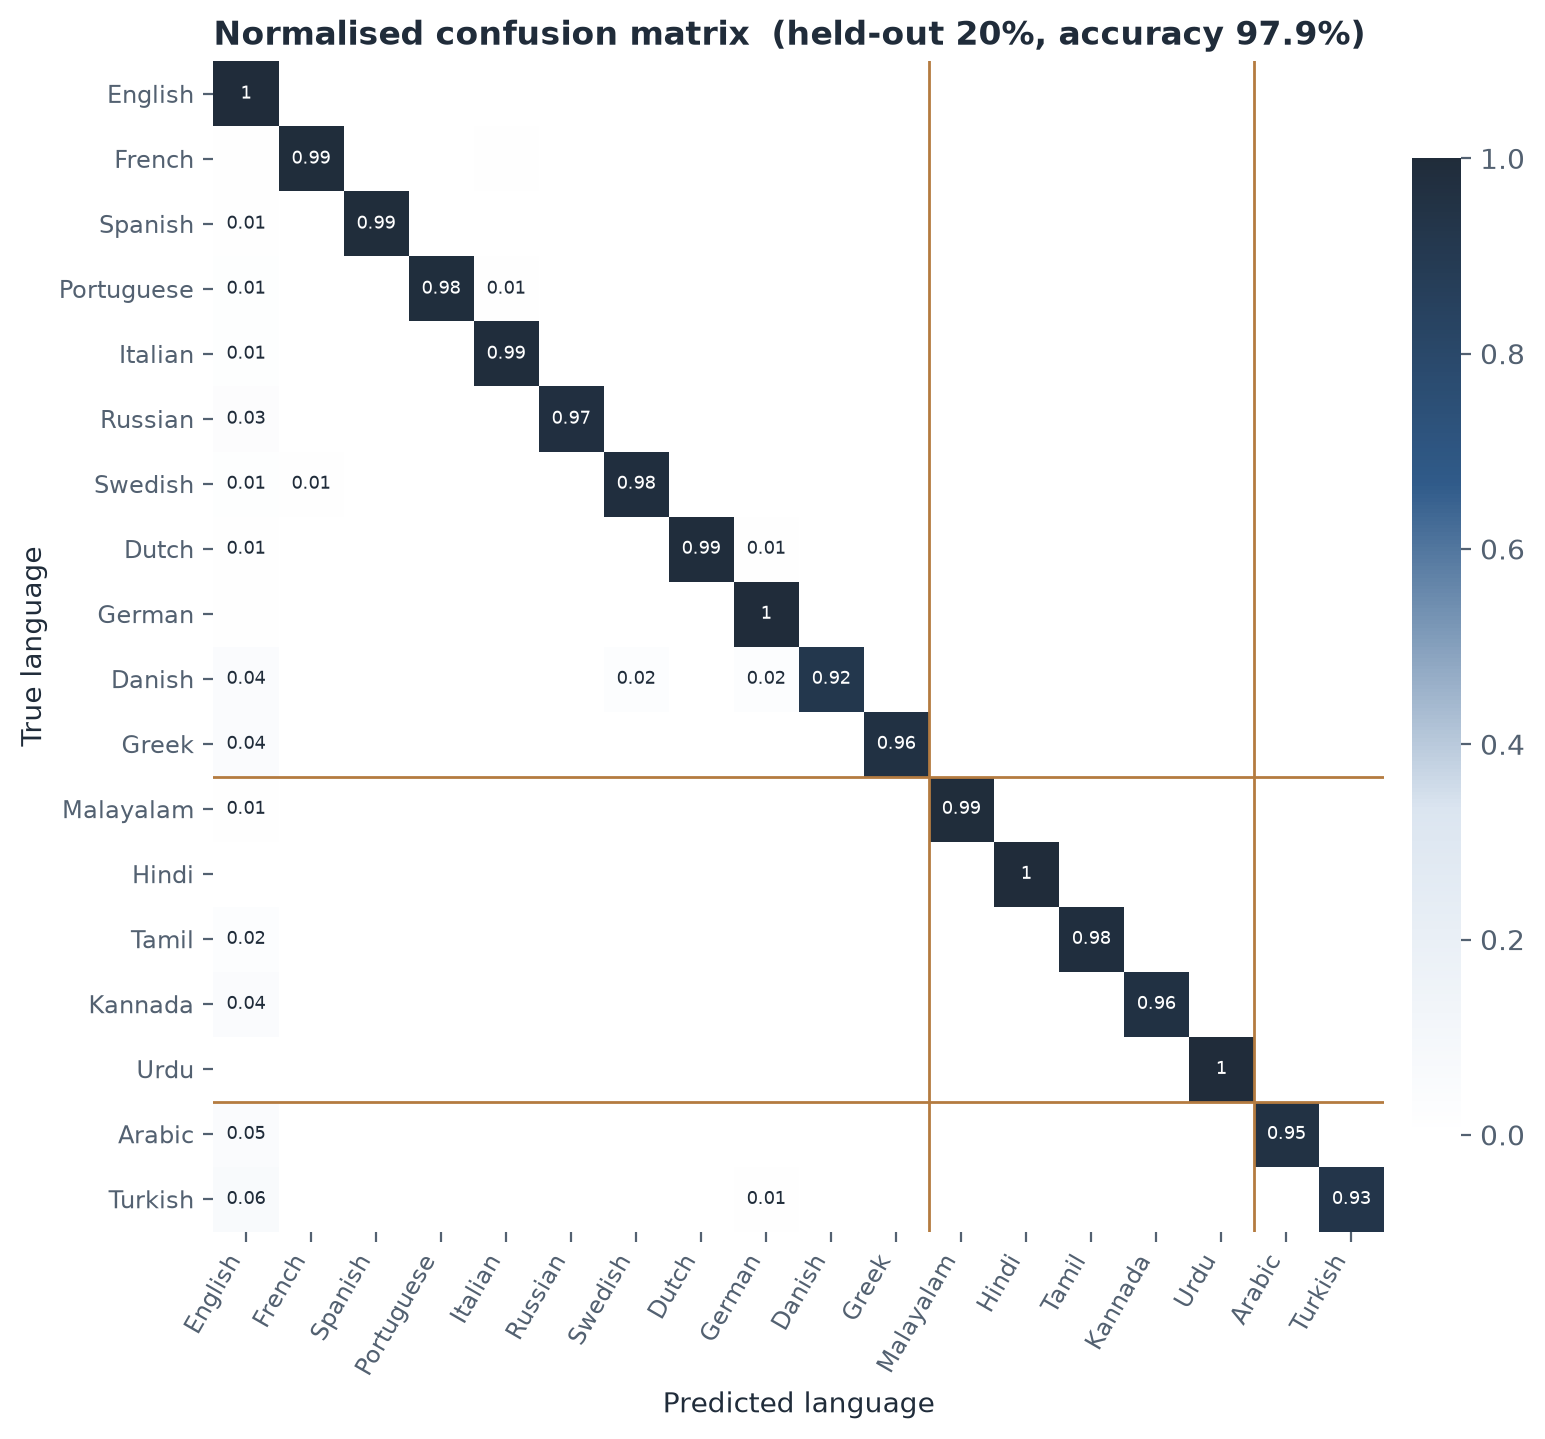 Normalised confusion matrix (held-out 20%, accuracy 97.9%)
True language
English 1
French 0.99
Spanish 0.01 0.99
Portuguese 0.01 0.98 0.01
Italian 0.01 0.99
Russian 0.03 0.97
Swedish 0.01 0.01 0.98
Dutch 0.01 0.99 0.01
German 1
Danish 0.04 0.02 0.02 0.92
Greek 0.04 0.96
Malayalam 0.01 0.99
Hindi 1
Tamil 0.02 0.98
Kannada 0.04 0.96
Urdu 1
Arabic 0.05 0.95
Turkish 0.06 0.01 0.93
English French Spanish Portuguese Italian Russian Swedish Dutch German Danish Greek Malayalam Hindi Tamil Kannada Urdu Arabic Turkish
Predicted language
1.0
0.8
0.6
0.4
0.2
0.0